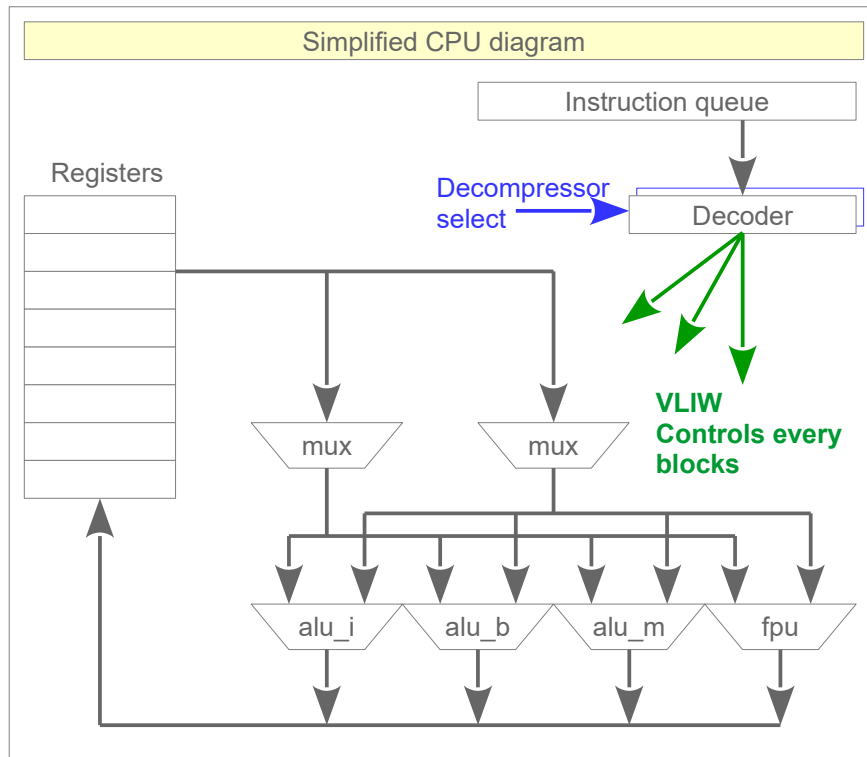 Simplified CPU diagram
Instruction queue
Registers
Decompressor
select
Decoder
VLIW
Controls every
blocks
mux
mux
alu_i
alu_b
alu_m
fpu